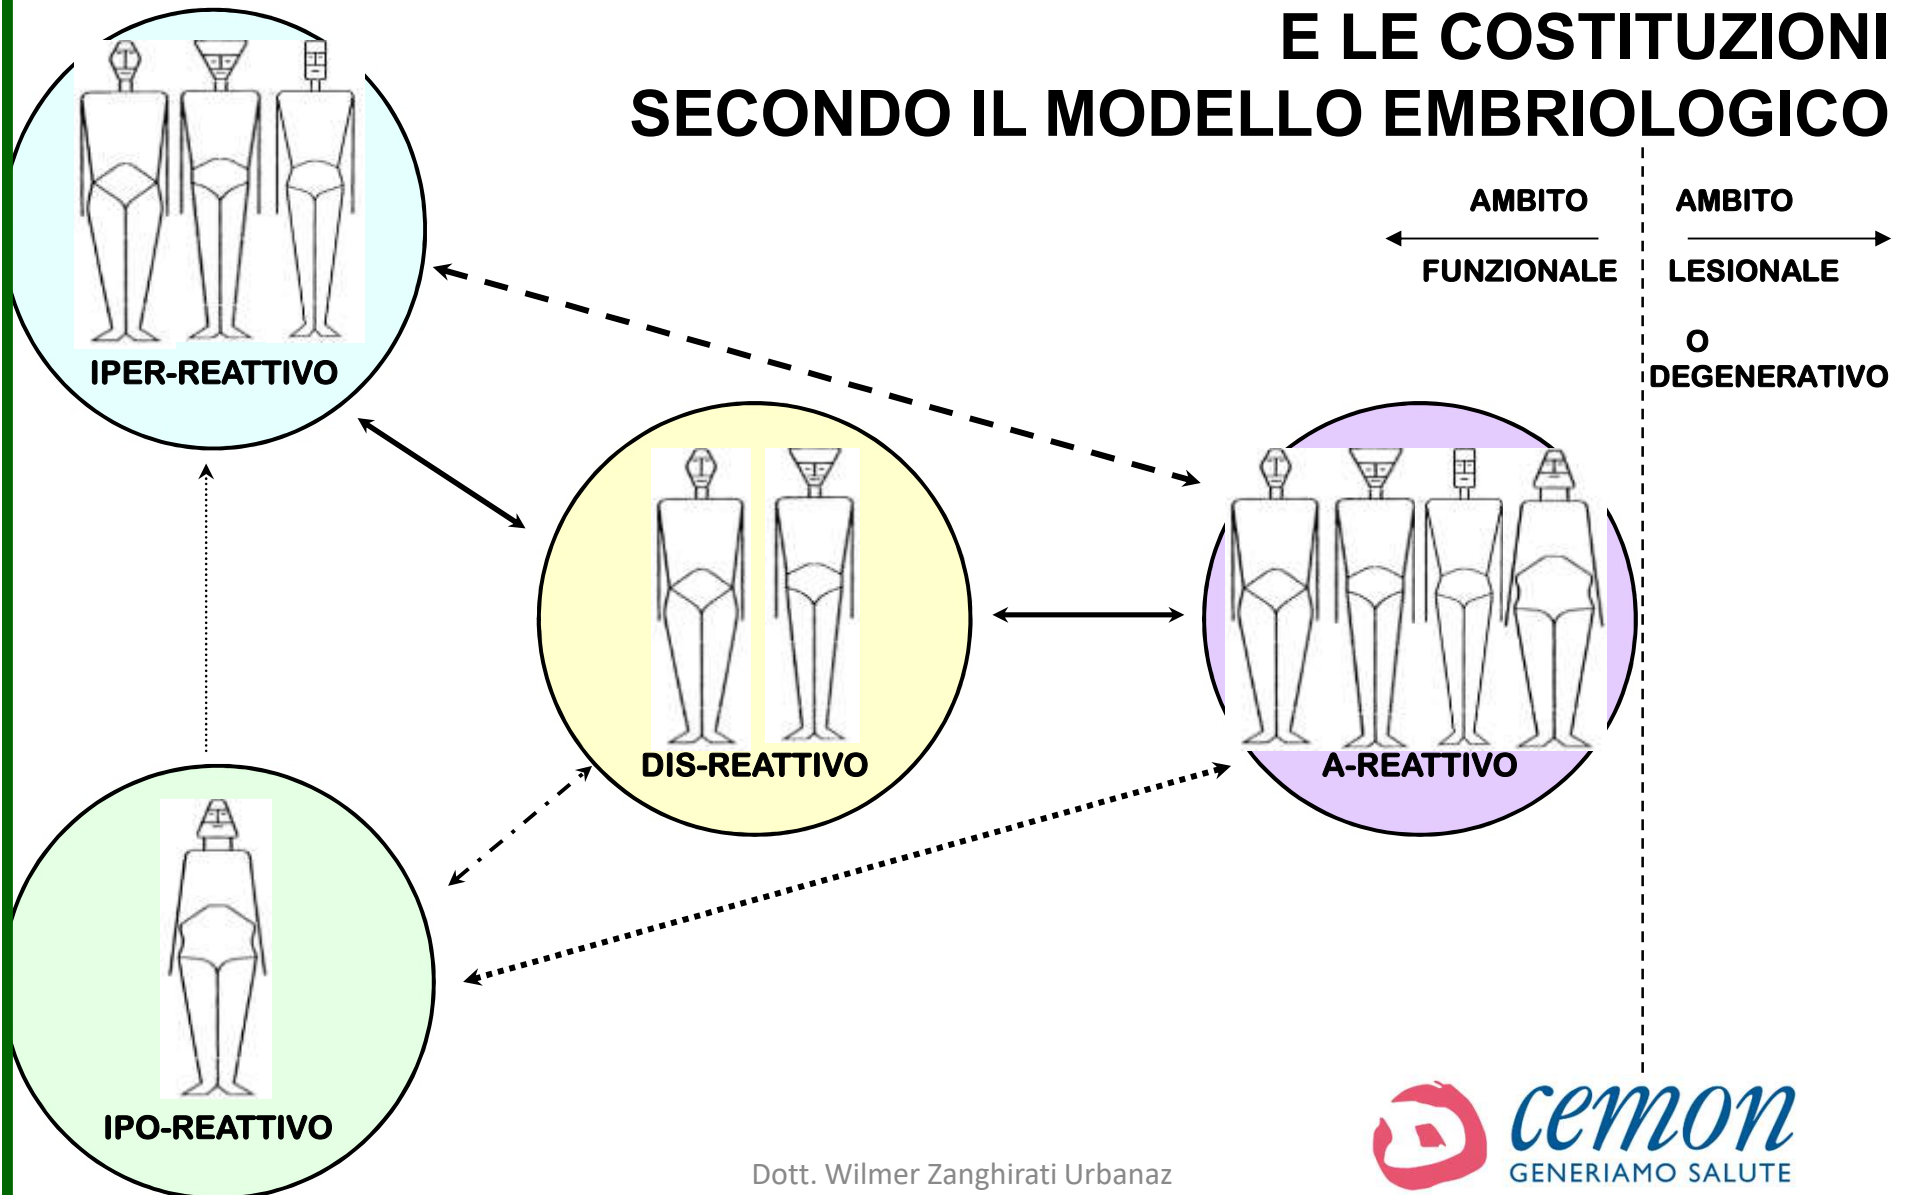 E LE COSTITUZIONI
SECONDO IL MODELLO EMBRIOLOGICO
AMBITO
FUNZIONALE
AMBITO
LESIONALE
O
DEGENERATIVO
IPER-REATTIVO
DIS-REATTIVO
A-REATTIVO
IPO-REATTIVO
Dott. Wilmer Zanghirati Urbanaz
cemon
GENERIAMO SALUTE